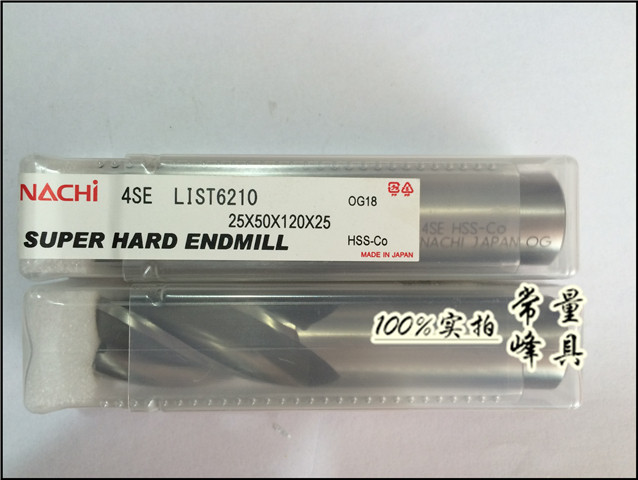 NACHi 4SE LIST6210 OG18
25X50X120X25
SUPER HARD ENDMILL HSS-Co
MADE IN JAPAN
4SE HSS-Co
NACHI JAPAN OG
100%实拍
常量
峰具